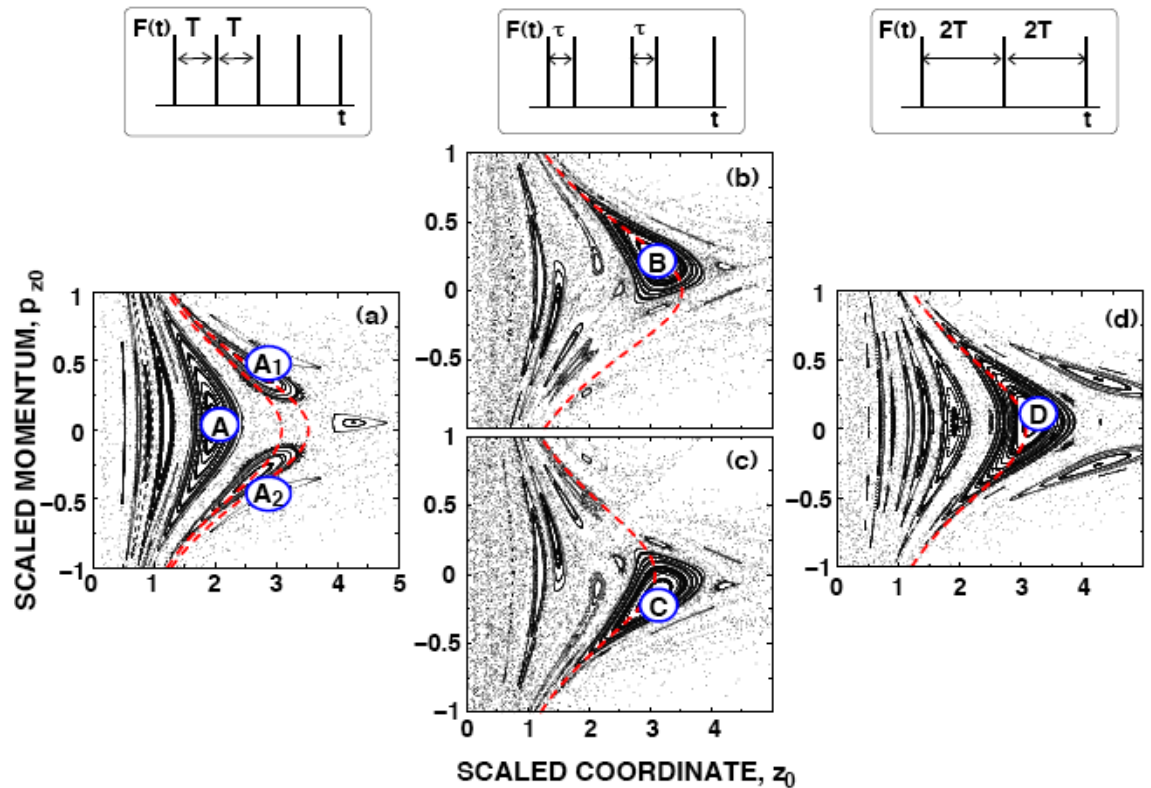 F(t) T T
t
F(t) τ τ
t
F(t) 2T 2T
t
SCALED MOMENTUM, p z0
(a)
1
0.5
0
−0.5
−1
A
A1
A2
0 1 2 3 4 5
(b)
1
0.5
0
−0.5
B
(c)
1
0.5
0
−0.5
−1
C
0 1 2 3 4
(d)
1
0.5
0
−0.5
−1
D
0 2 3 4
SCALED COORDINATE, z0